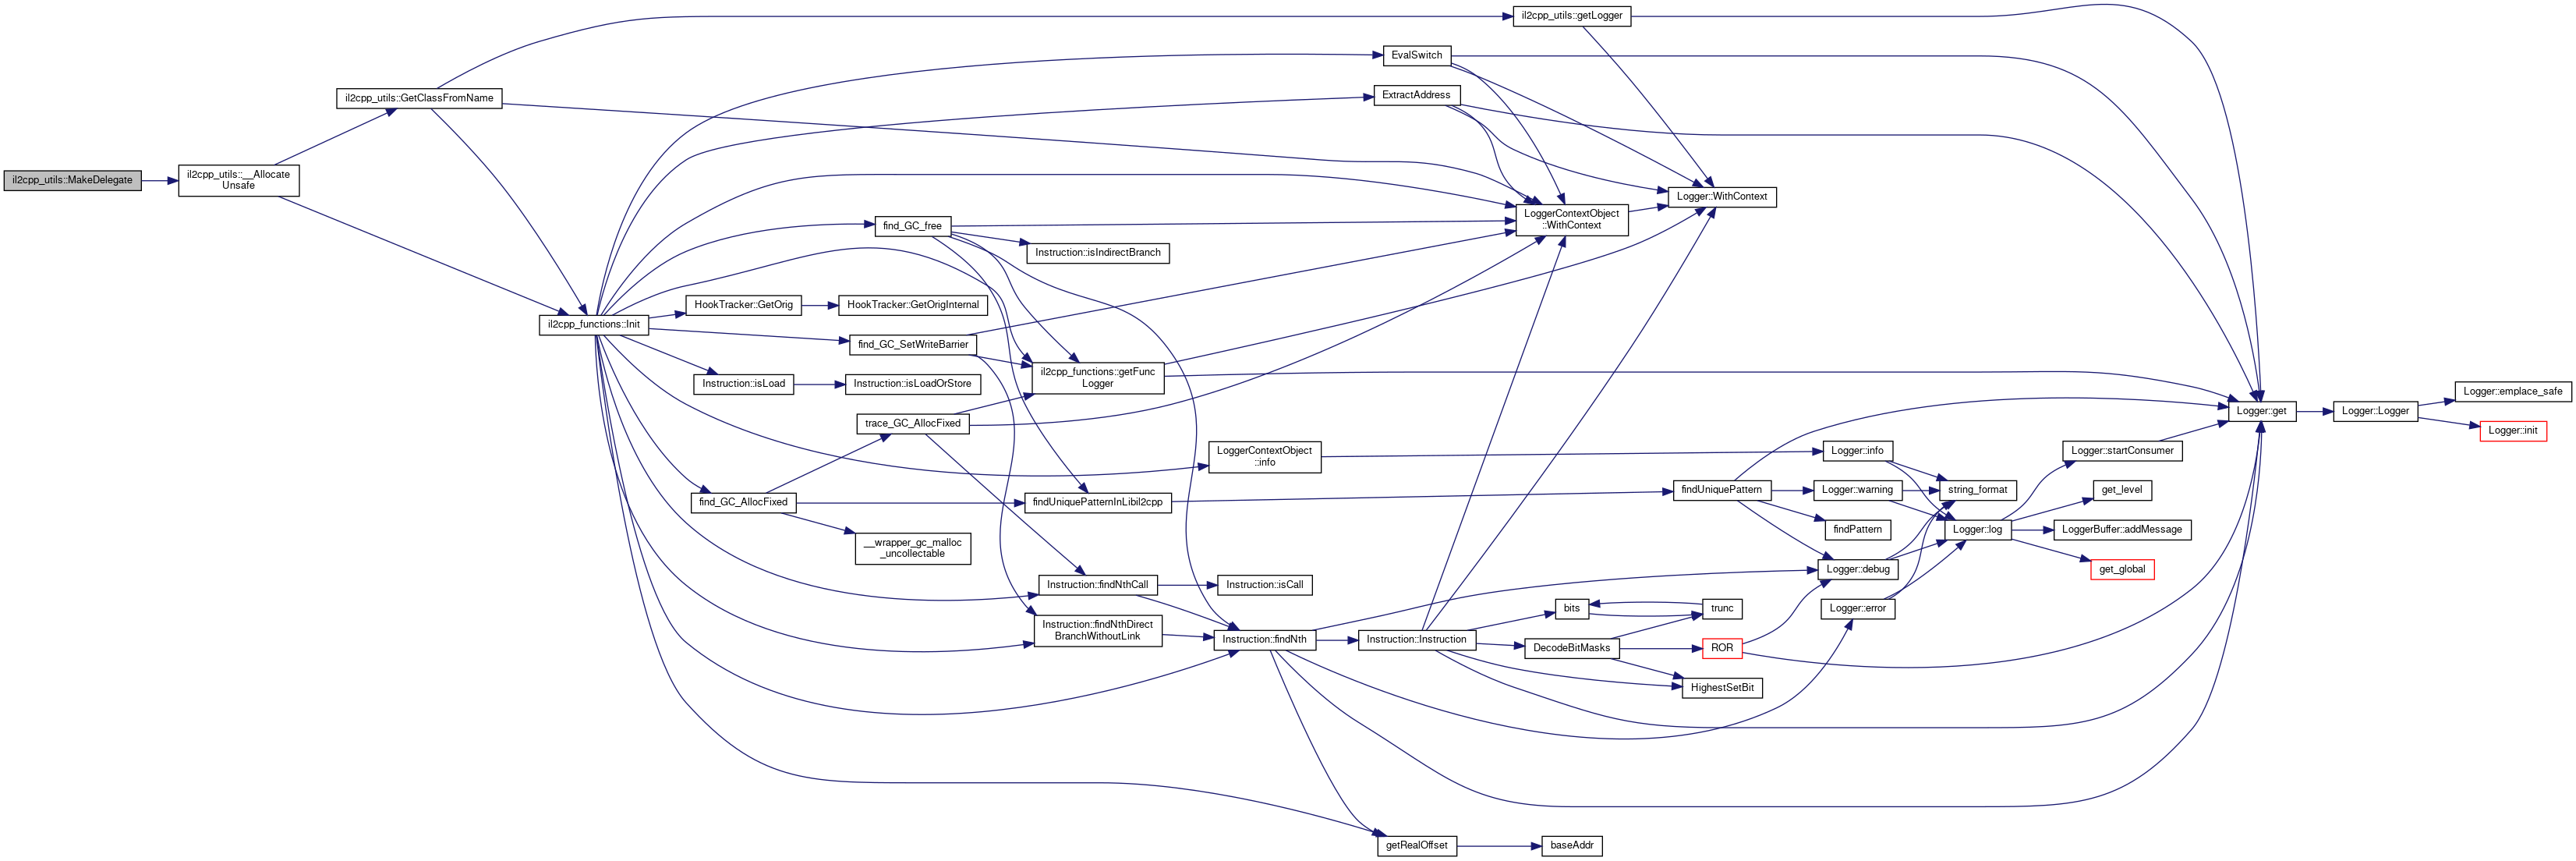 il2cpp_utils::MakeDelegate
il2cpp_utils::__Allocate
Unsafe
il2cpp_utils::GetClassFromName
il2cpp_functions::Init
il2cpp_utils::getLogger
EvalSwitch
ExtractAddress
find_GC_free
Instruction::isIndirectBranch
LoggerContextObject
::WithContext
Logger::WithContext
HookTracker::GetOrig
HookTracker::GetOrigInternal
find_GC_SetWriteBarrier
Instruction::isLoad
Instruction::isLoadOrStore
il2cpp_functions::getFunc
Logger
trace_GC_AllocFixed
LoggerContextObject
::info
find_GC_AllocFixed
findUniquePatternInLibil2cpp
__wrapper_gc_malloc
_uncollectable
Instruction::findNthCall
Instruction::isCall
Instruction::findNthDirect
BranchWithoutLink
Instruction::findNth
Instruction::Instruction
bits
trunc
DecodeBitMasks
ROR
HighestSetBit
getRealOffset
baseAddr
findUniquePattern
Logger::info
Logger::warning
findPattern
Logger::debug
Logger::error
string_format
Logger::log
Logger::startConsumer
get_level
LoggerBuffer::addMessage
get_global
Logger::get
Logger::Logger
Logger::emplace_safe
Logger::init